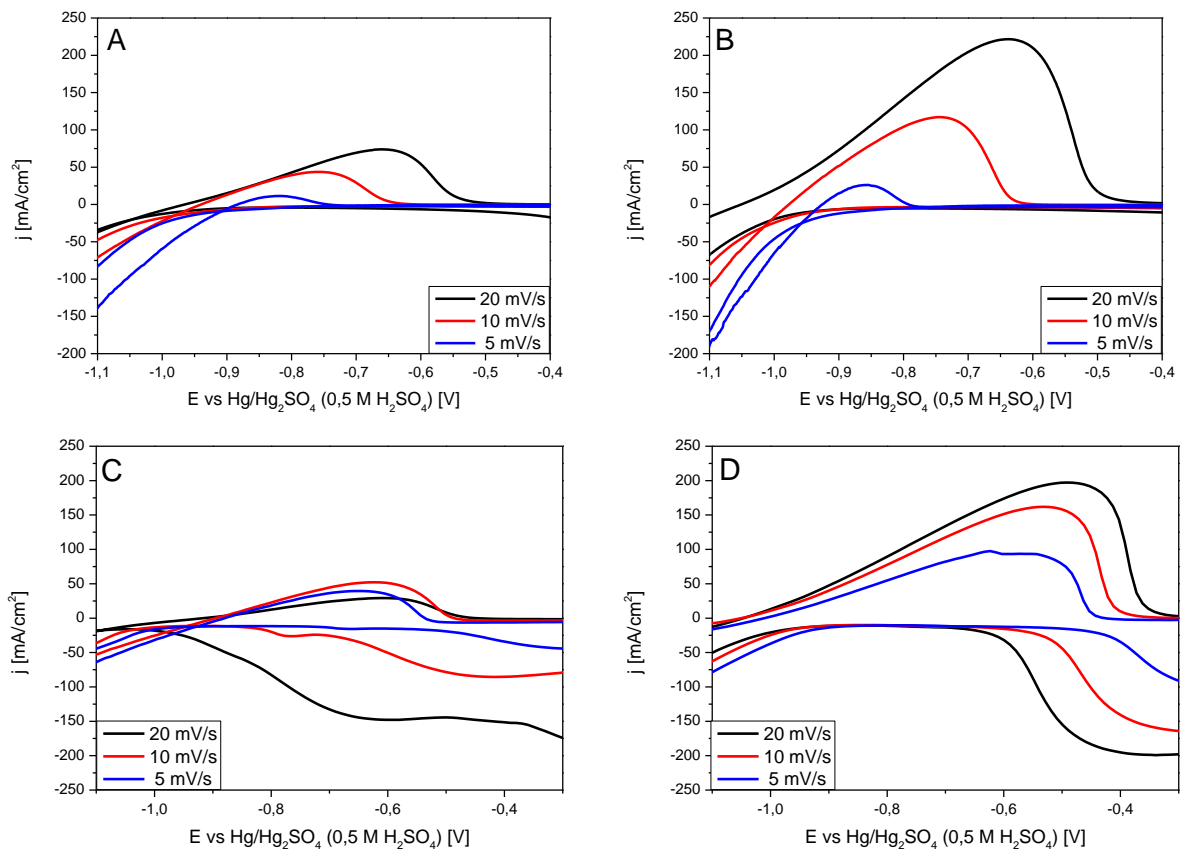 A
250
200
150
100
50
0
-50
-100
-150
-200
j [mA/cm²]
-1,1 -1,0 -0,9 -0,8 -0,7 -0,6 -0,5 -0,4
E vs Hg/Hg₂SO₄ (0,5 M H₂SO₄) [V]
20 mV/s
10 mV/s
5 mV/s
B
250
200
150
100
50
0
-50
-100
-150
-200
j [mA/cm²]
-1,1 -1,0 -0,9 -0,8 -0,7 -0,6 -0,5 -0,4
E vs Hg/Hg₂SO₄ (0,5 M H₂SO₄) [V]
20 mV/s
10 mV/s
5 mV/s
C
250
200
150
100
50
0
-50
-100
-150
-200
-250
j [mA/cm²]
-1,0 -0,8 -0,6 -0,4
E vs Hg/Hg₂SO₄ (0,5 M H₂SO₄) [V]
20 mV/s
10 mV/s
5 mV/s
D
250
200
150
100
50
0
-50
-100
-150
-200
-250
j [mA/cm²]
-1,0 -0,8 -0,6 -0,4
E vs Hg/Hg₂SO₄ (0,5 M H₂SO₄) [V]
20 mV/s
10 mV/s
5 mV/s